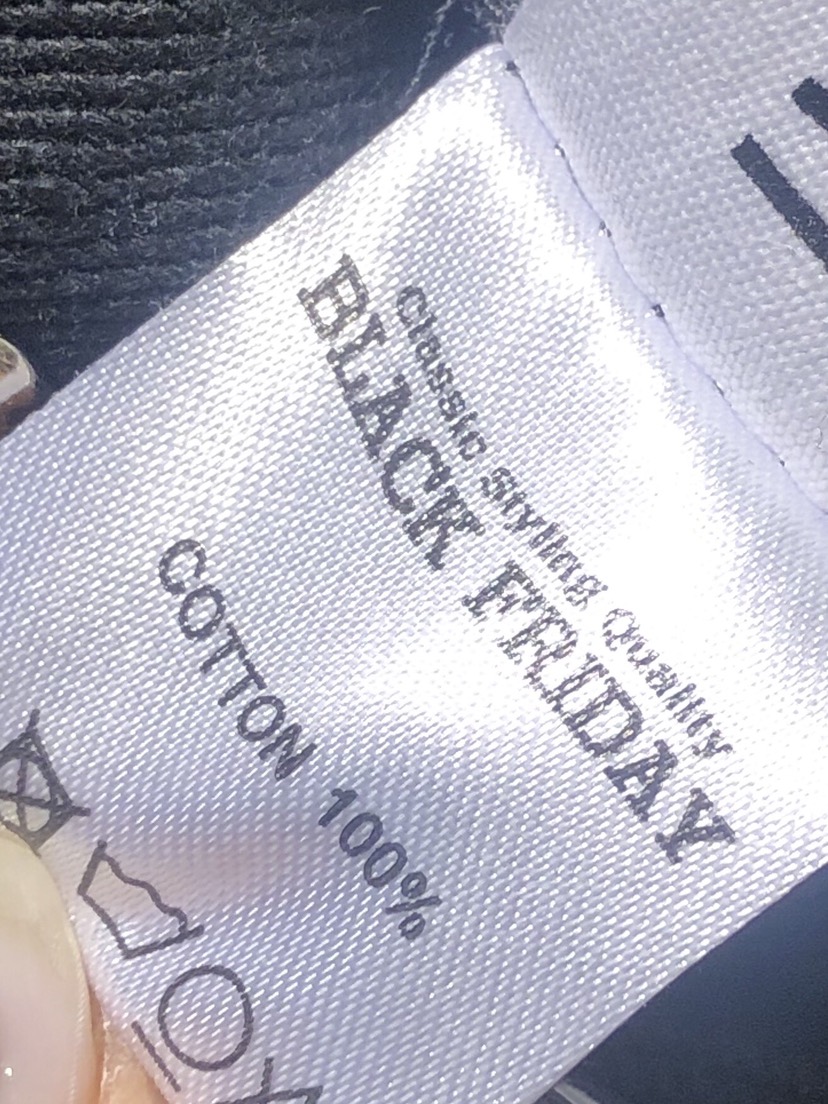 Classic Styling Quality
BLACK FRIDAY
COTTON 100%